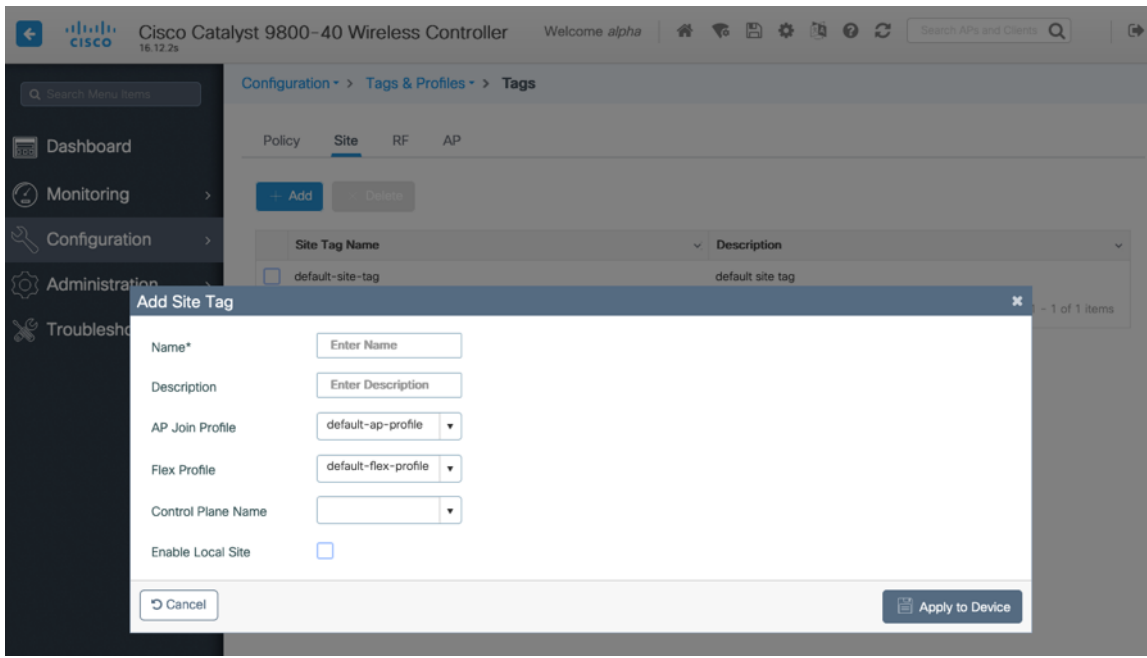 CISCO
Cisco Catalyst 9800-40 Wireless Controller
16.12.2s
Welcome alpha
Search APs and Clients
Search Menu Items
Configuration > Tags & Profiles > Tags
Dashboard
Monitoring
Configuration
Administration
Troublesho
Policy Site RF AP
+ Add × Delete
Site Tag Name Description
default-site-tag default site tag
- 1 of 1 items
Add Site Tag
Name* Enter Name
Description Enter Description
AP Join Profile default-ap-profile
Flex Profile default-flex-profile
Control Plane Name
Enable Local Site
Cancel Apply to Device